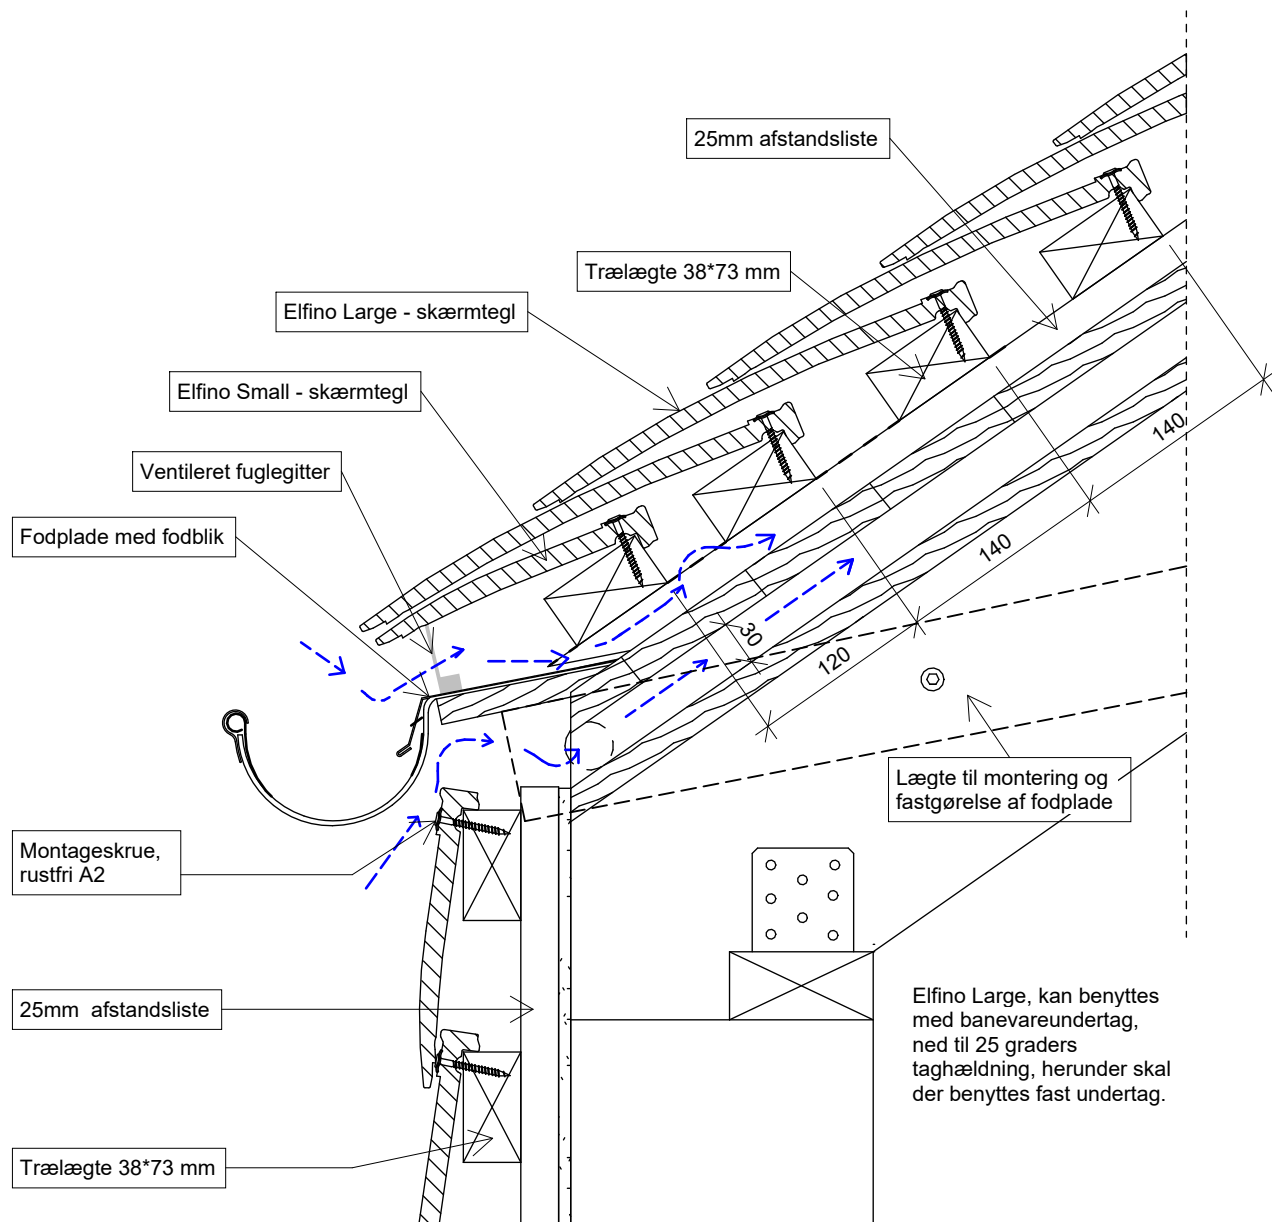 25mm afstandsliste
Trælægte 38*73 mm
Elfino Large - skærmtegl
Elfino Small - skærmtegl
Ventileret fuglegitter
Fodplade med fodblik
140
140
30
120
Lægte til montering og
fastgørelse af fodplade
Montageskrue,
rustfri A2
25mm  afstandsliste
Elfino Large, kan benyttes
med banevareundertag,
ned til 25 graders
taghældning, herunder skal
der benyttes fast undertag.
Trælægte 38*73 mm